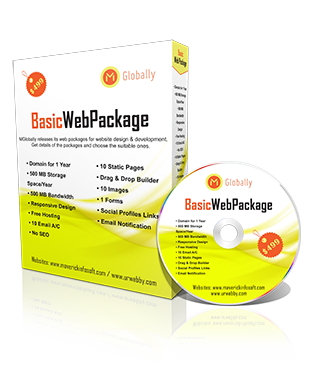 $499
M Globally
BasicWebPackage
MGlobally releases its web packages for website design & development,
Get details of the packages and choose the suitable ones.
• Domain for 1 Year
• 500 MB Storage
Space/Year
• 500 MB Bandwidth
• Responsive Design
• Free Hosting
• 10 Email A/C
• No SEO
• 10 Static Pages
• Drag & Drop Builder
• 10 Images
• 1 Forms
• Social Profiles Links
• Email Notification
Websites: www.maverickinfosoft.com / www.urwebby.com
Basic
Web Package
M Globally
BasicWebPackage
• Domain for 1 Year
• 500 MB Storage
Space/Year
• 500 MB Bandwidth
• Responsive Design
• Free Hosting
• 10 Email A/C
• 10 Static Pages
• Drag & Drop Builder
• Social Profiles Links
Email Notification
$499
Websites: www.maverickinfosoft.com /
www.urwebby.com